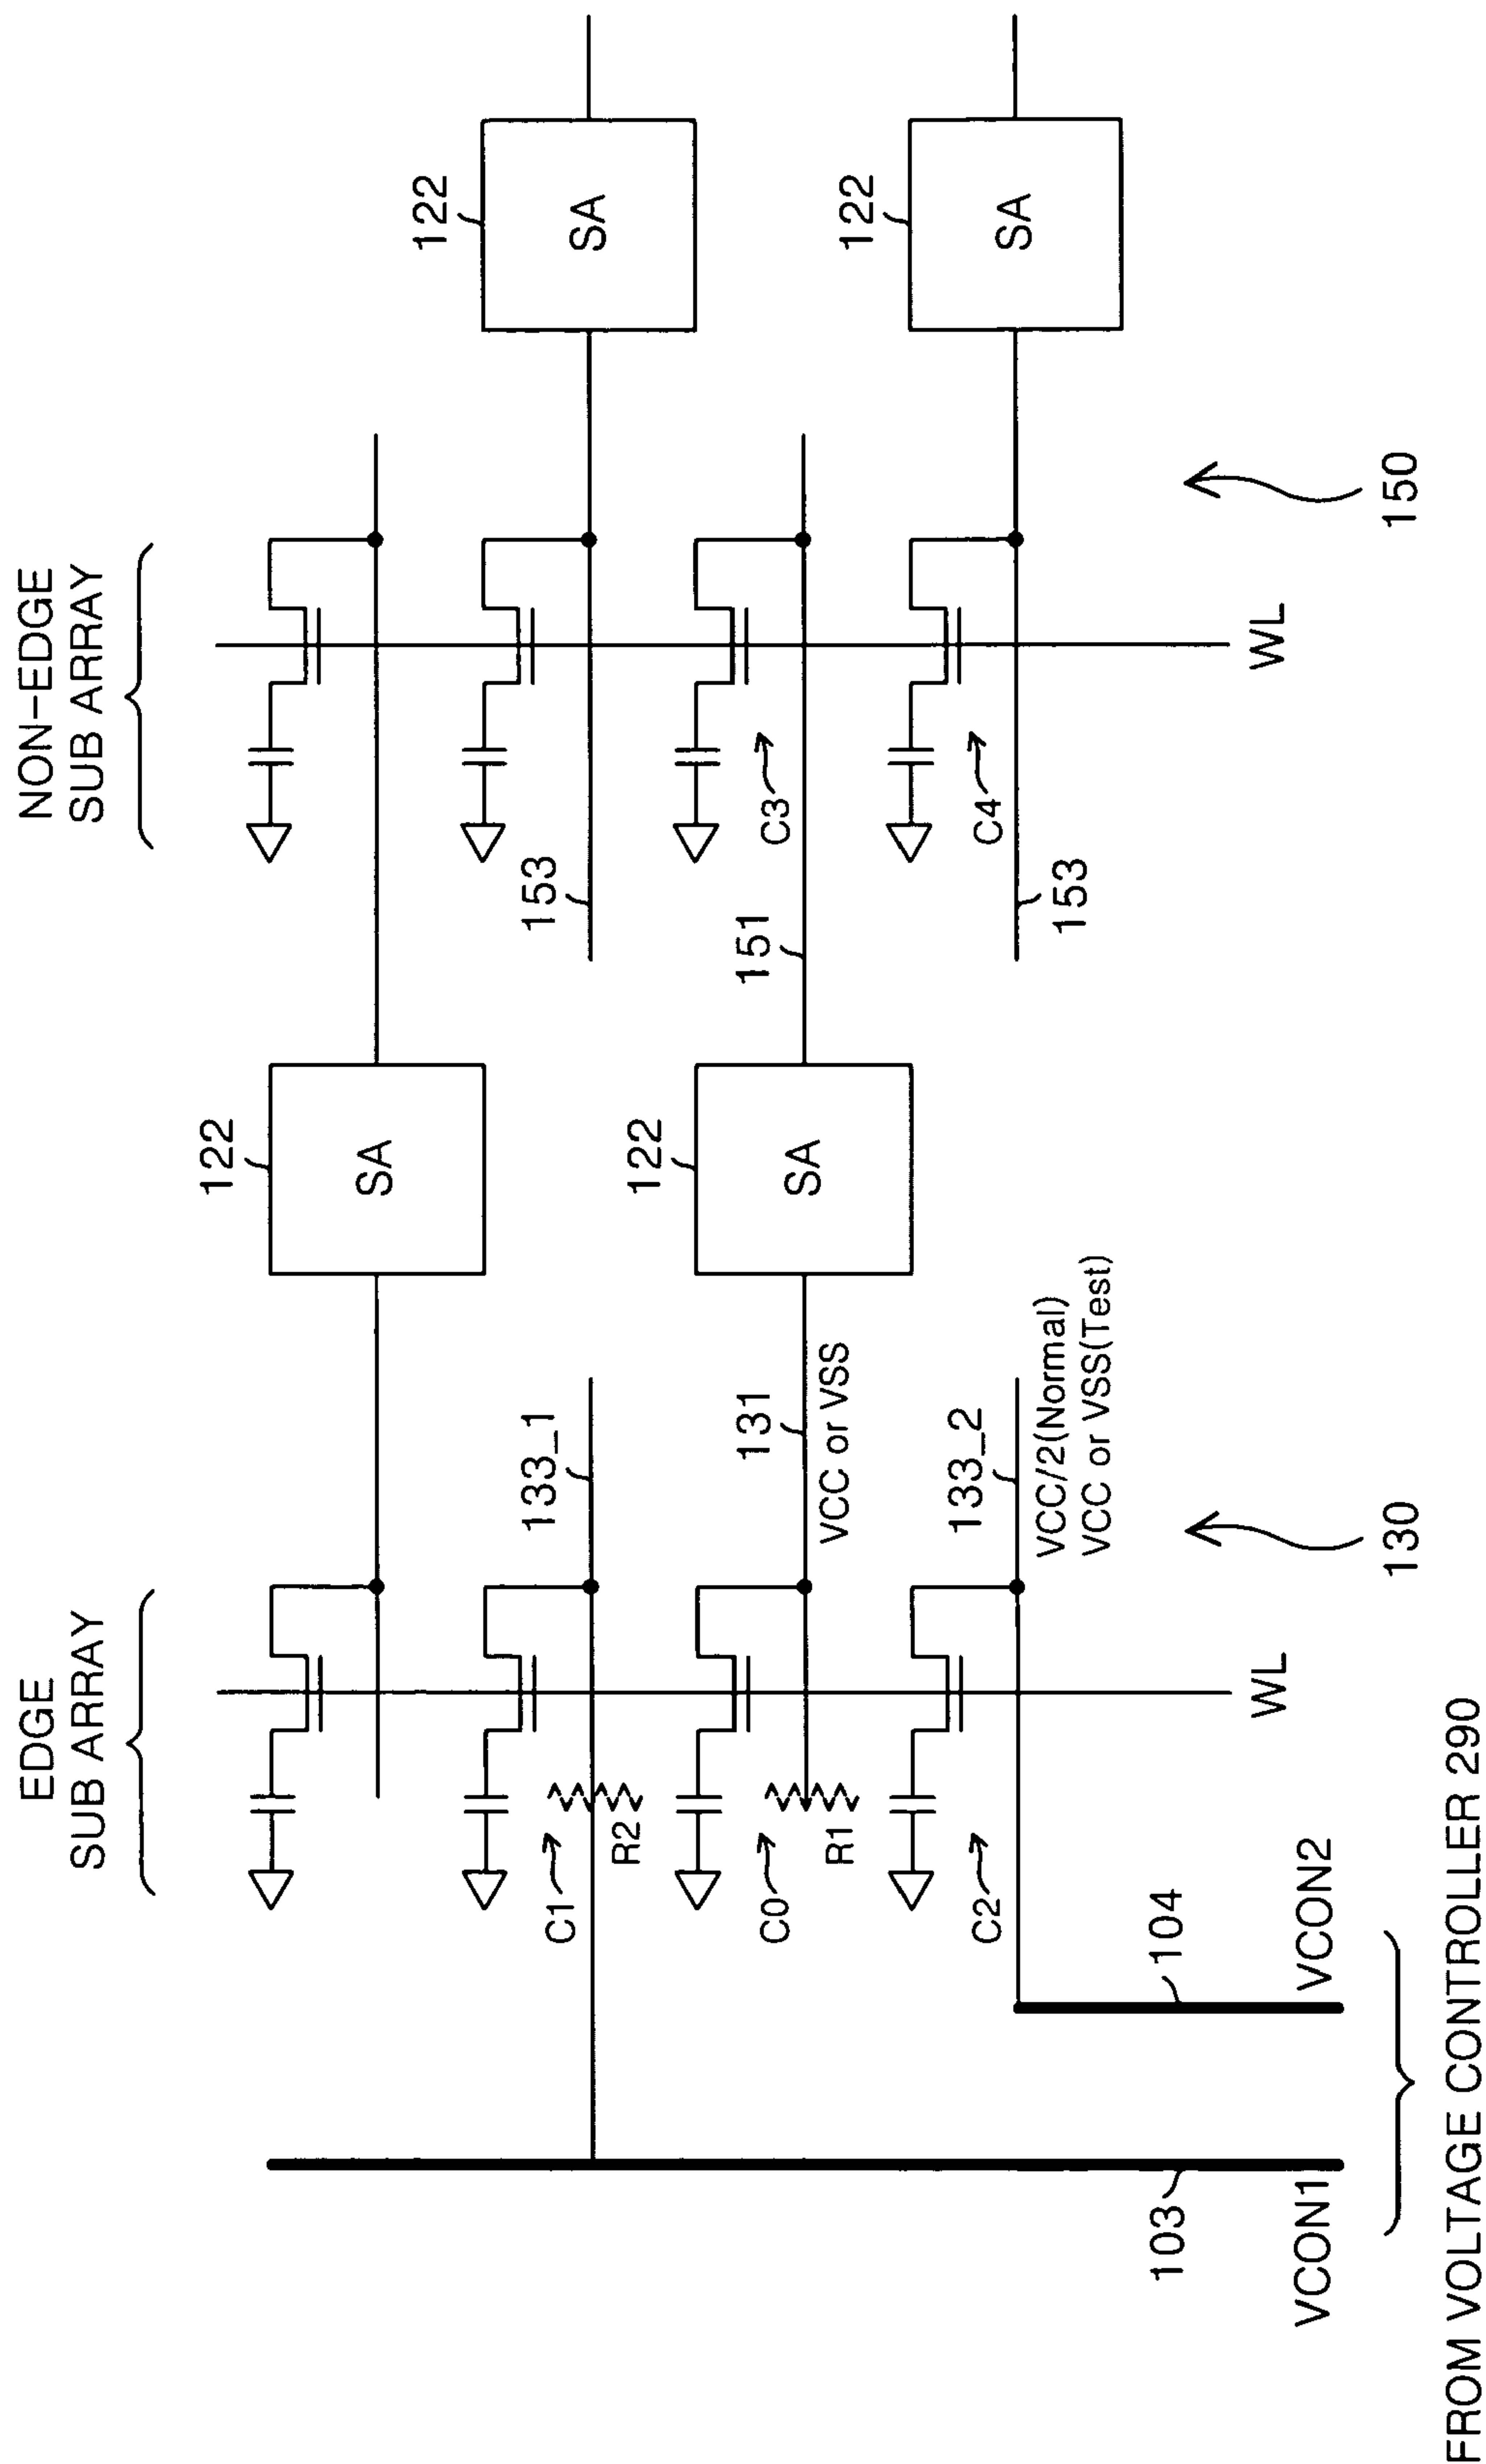 EDGE
SUB ARRAY
NON-EDGE
SUB ARRAY
122
SA
122
SA
133_1
153
C1
R2
131
VCC or VSS
122
SA
151
C0
R1
C3
122
SA
133_2
VCC/2(Normal)
VCC or VSS(Test)
C2
C4
153
104
103
WL
WL
VCON1
VCON2
130
150
FROM VOLTAGE CONTROLLER 290